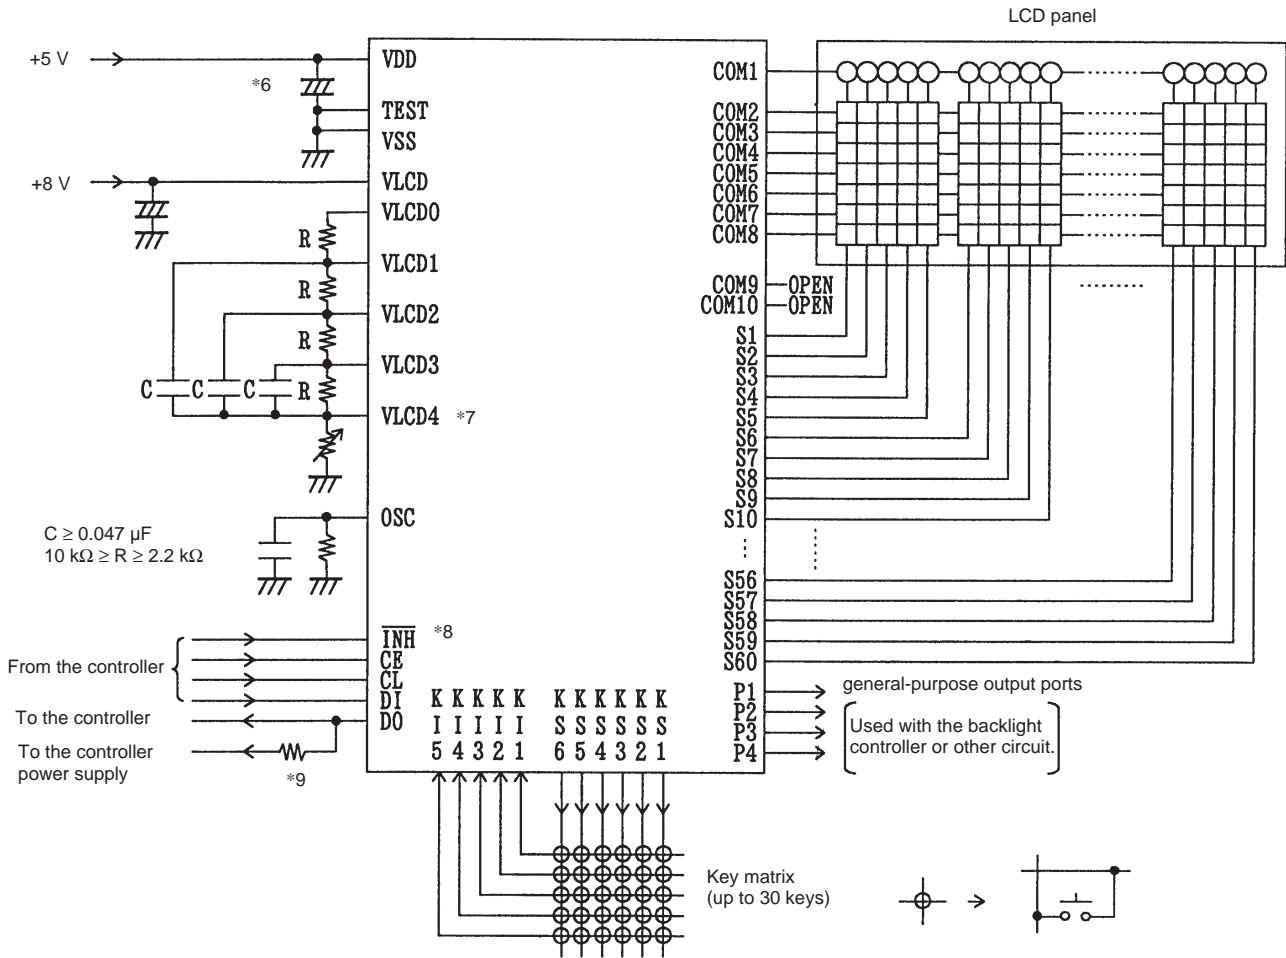 LCD panel
+5 V
*6
VDD
TEST
VSS
+8 V
VLCD
VLCD0
R
VLCD1
R
VLCD2
R
VLCD3
C
C
C
R
VLCD4 *7
OSC
C ≥ 0.047 µF
10 kΩ ≥ R ≥ 2.2 kΩ
INH *8
From the controller
CE
CL
DI
To the controller
DO
To the controller
power supply
*9
COM1
COM2
COM3
COM4
COM5
COM6
COM7
COM8
COM9 OPEN
COM10 OPEN
S1
S2
S3
S4
S5
S6
S7
S8
S9
S10
S56
S57
S58
S59
S60
P1
P2
P3
P4
general-purpose output ports
Used with the backlight
controller or other circuit.
K K K K K K K K K K K
I I I I I S S S S S S
5 4 3 2 1 6 5 4 3 2 1
Key matrix
(up to 30 keys)